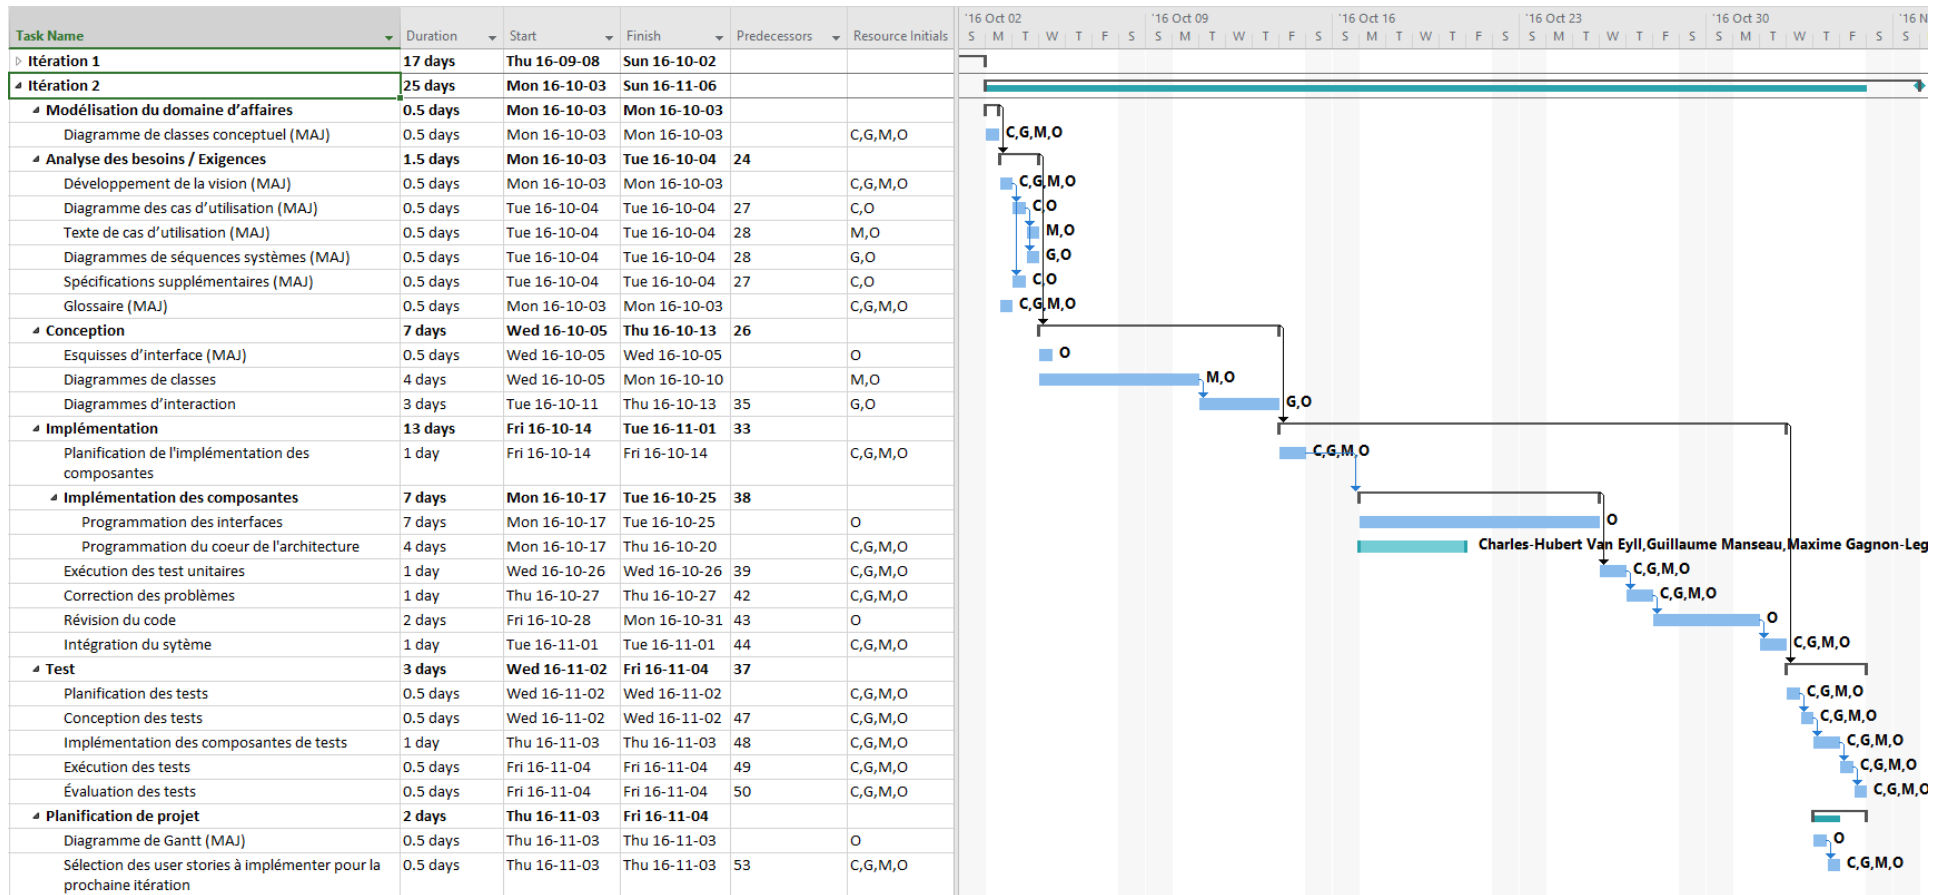 '16 Oct 02 '16 Oct 09 '16 Oct 16 '16 Oct 23 '16 Oct 30 '16 N
Task Name Duration Start Finish Predecessors Resource Initials S M T W T F S S M T W T F S S M T W T F S S M T W T F S S M T W T F S S
Itération 1 17 days Thu 16-09-08 Sun 16-10-02
Itération 2 25 days Mon 16-10-03 Sun 16-11-06
Modélisation du domaine d'affaires 0.5 days Mon 16-10-03 Mon 16-10-03
Diagramme de classes conceptuel (MAJ) 0.5 days Mon 16-10-03 Mon 16-10-03 C,G,M,O C,G,M,O
Analyse des besoins / Exigences 1.5 days Mon 16-10-03 Tue 16-10-04 24
Développement de la vision (MAJ) 0.5 days Mon 16-10-03 Mon 16-10-03 C,G,M,O C,G,M,O
Diagramme des cas d'utilisation (MAJ) 0.5 days Tue 16-10-04 Tue 16-10-04 27 C,O C,O
Texte de cas d'utilisation (MAJ) 0.5 days Tue 16-10-04 Tue 16-10-04 28 M,O M,O
Diagrammes de séquences systèmes (MAJ) 0.5 days Tue 16-10-04 Tue 16-10-04 28 G,O G,O
Spécifications supplémentaires (MAJ) 0.5 days Tue 16-10-04 Tue 16-10-04 27 C,O C,O
Glossaire (MAJ) 0.5 days Mon 16-10-03 Mon 16-10-03 C,G,M,O C,G,M,O
Conception 7 days Wed 16-10-05 Thu 16-10-13 26
Esquisses d'interface (MAJ) 0.5 days Wed 16-10-05 Wed 16-10-05 O O
Diagrammes de classes 4 days Wed 16-10-05 Mon 16-10-10 M,O M,O
Diagrammes d'interaction 3 days Tue 16-10-11 Thu 16-10-13 35 G,O G,O
Implémentation 13 days Fri 16-10-14 Tue 16-11-01 33
Planification de l'implémentation des 1 day Fri 16-10-14 Fri 16-10-14 C,G,M,O C,G,M,O
composantes
Implémentation des composantes 7 days Mon 16-10-17 Tue 16-10-25 38
Programmation des interfaces 7 days Mon 16-10-17 Tue 16-10-25 O O
Programmation du coeur de l'architecture 4 days Mon 16-10-17 Thu 16-10-20 C,G,M,O Charles-Hubert Van Eyll,Guillaume Manseau,Maxime Gagnon-Leg
Exécution des test unitaires 1 day Wed 16-10-26 Wed 16-10-26 39 C,G,M,O C,G,M,O
Correction des problèmes 1 day Thu 16-10-27 Thu 16-10-27 42 C,G,M,O C,G,M,O
Révision du code 2 days Fri 16-10-28 Mon 16-10-31 43 O O
Intégration du sytème 1 day Tue 16-11-01 Tue 16-11-01 44 C,G,M,O C,G,M,O
Test 3 days Wed 16-11-02 Fri 16-11-04 37
Planification des tests 0.5 days Wed 16-11-02 Wed 16-11-02 C,G,M,O C,G,M,O
Conception des tests 0.5 days Wed 16-11-02 Wed 16-11-02 47 C,G,M,O C,G,M,O
Implémentation des composantes de tests 1 day Thu 16-11-03 Thu 16-11-03 48 C,G,M,O C,G,M,O
Exécution des tests 0.5 days Fri 16-11-04 Fri 16-11-04 49 C,G,M,O C,G,M,O
Évaluation des tests 0.5 days Fri 16-11-04 Fri 16-11-04 50 C,G,M,O C,G,M,O
Planification de projet 2 days Thu 16-11-03 Fri 16-11-04
Diagramme de Gantt (MAJ) 0.5 days Thu 16-11-03 Thu 16-11-03 O O
Sélection des user stories à implémenter pour la 0.5 days Thu 16-11-03 Thu 16-11-03 53 C,G,M,O C,G,M,O
prochaine itération